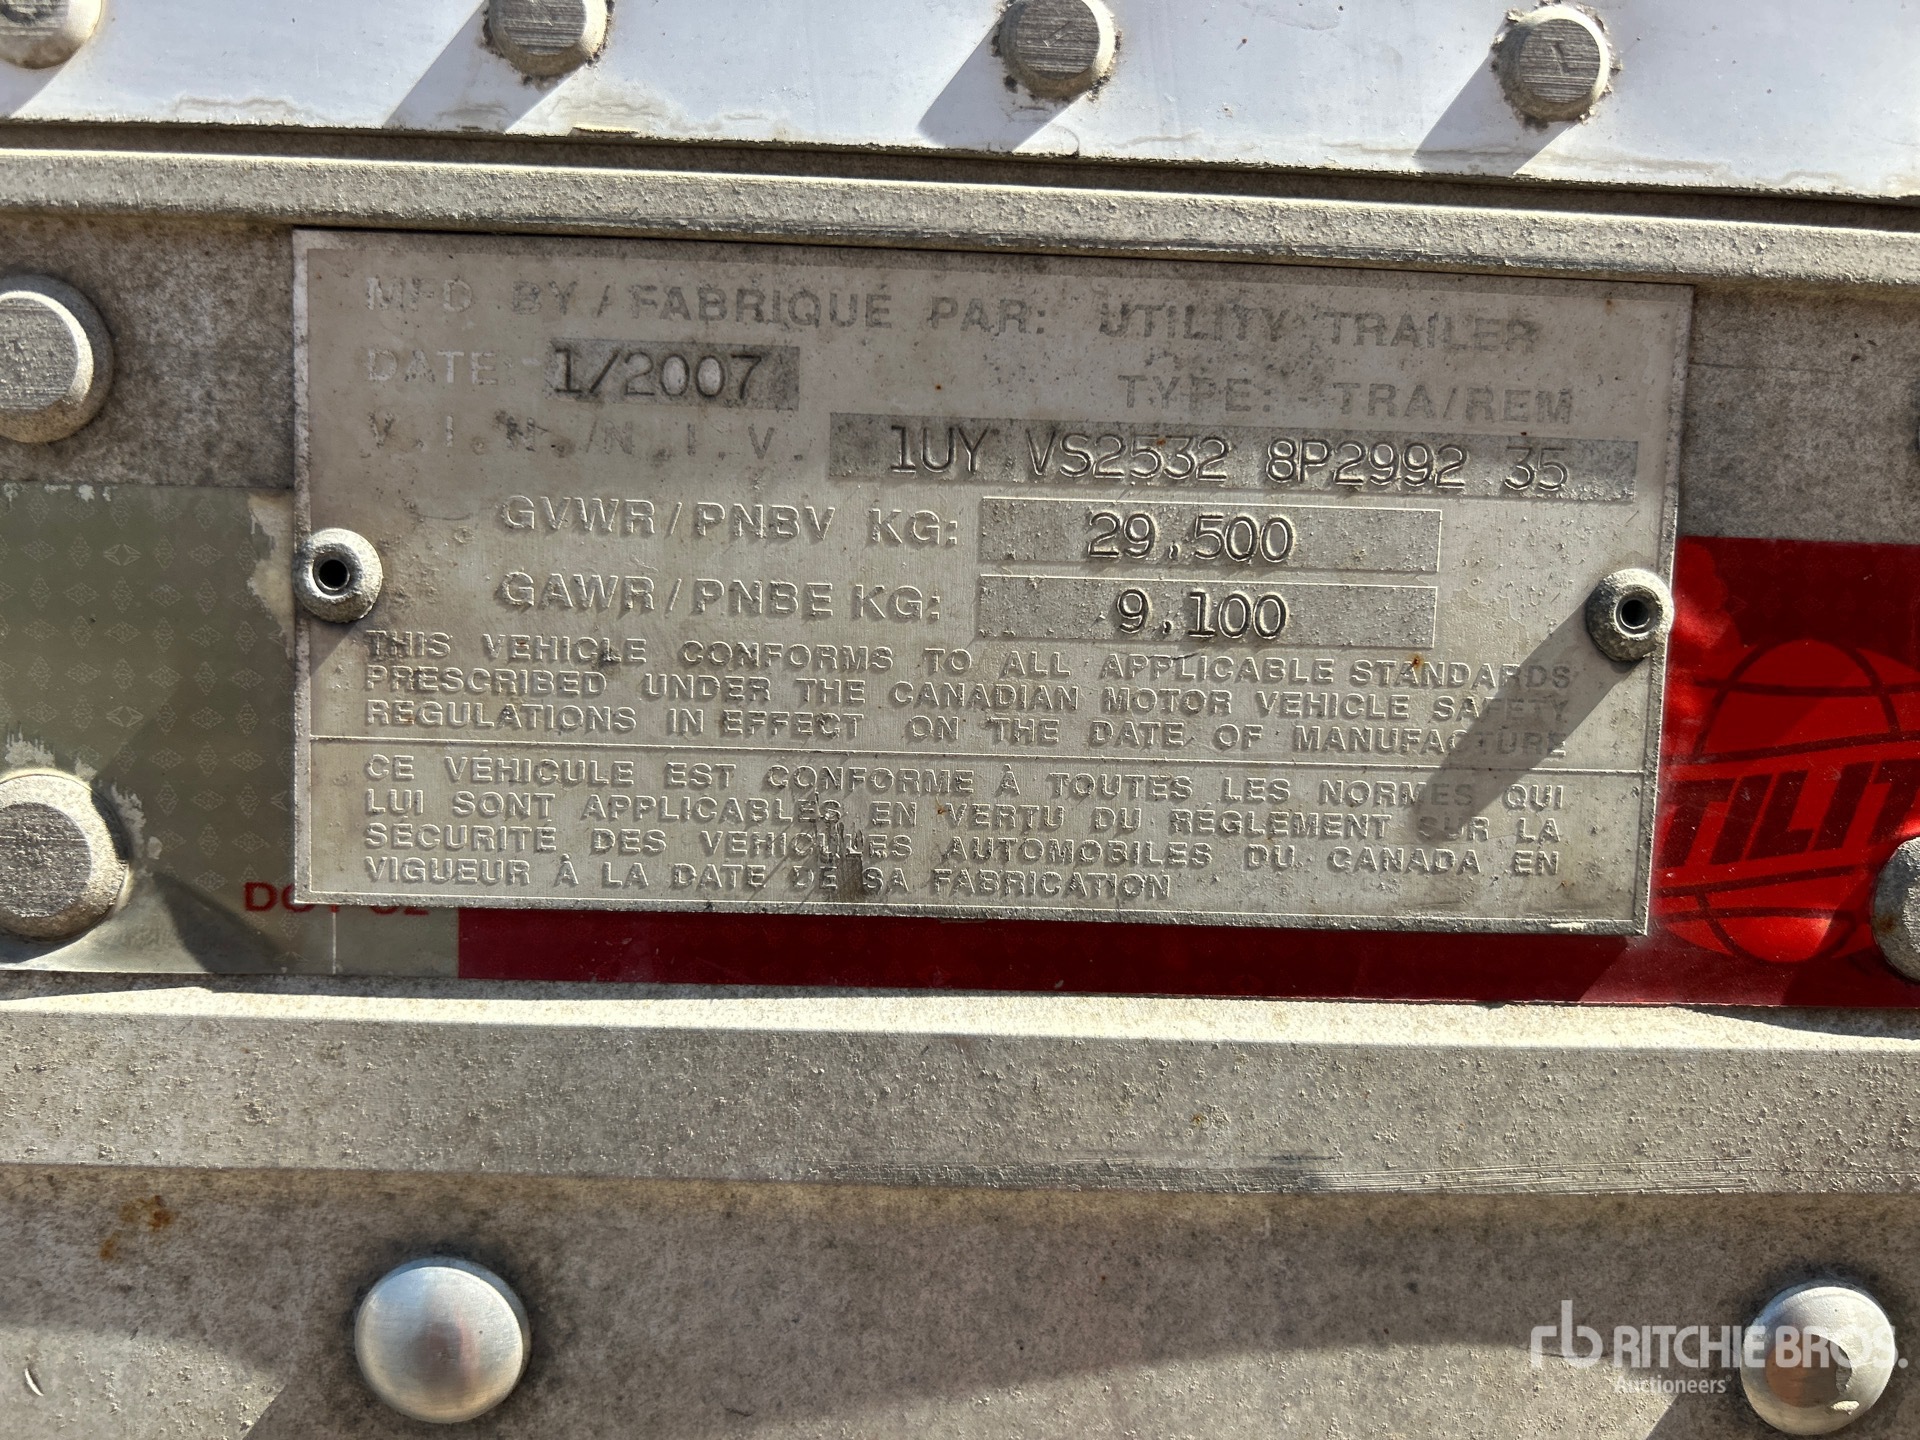 MFD BY/FABRIQUÉ PAR: UTILITY TRAILER
DATE - 1/2007
TYPE: - TRA/REM
V.I.N./N.I.V. 1UY VS2532 8P2992 35
GVWR/PNBV KG: 29,500
GAWR/PNBE KG: 9,100
THIS VEHICLE CONFORMS TO ALL APPLICABLE STANDARDS
PRESCRIBED UNDER THE CANADIAN MOTOR VEHICLE SAFETY
REGULATIONS IN EFFECT ON THE DATE OF MANUFACTURE
CE VÉHICULE EST CONFORME À TOUTES LES NORMES QUI
LUI SONT APPLICABLES EN VERTU DU RÈGLEMENT SUR LA
SÉCURITÉ DES VEHICULES AUTOMOBILES DU CANADA EN
VIGUEUR À LA DATE DE SA FABRICATION
rb RITCHIE BROS.
Auctioneers